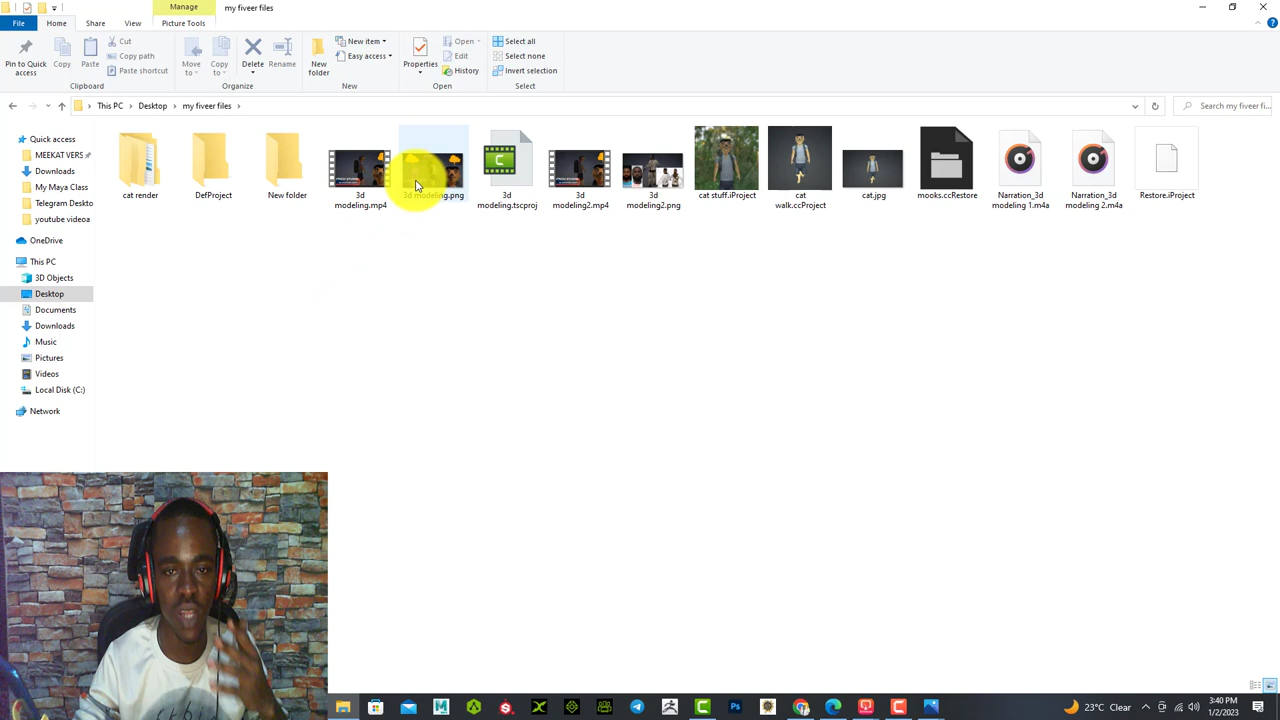 Manage
my fiveer files
File
Home
Share
View
Picture Tools
Pin to Quick access
Copy
Paste
Cut
Copy path
Paste shortcut
Clipboard
Move to
Copy to
Delete
Rename
Organize
New folder
New item
Easy access
New
Properties
Open
Edit
History
Open
Select all
Select none
Invert selection
Select
This PC
Desktop
my fiveer files
Search my fiveer fi...
Quick access
MEEKAT VERS
Downloads
My Maya Class
Telegram Deskto
youtube videoa
OneDrive
This PC
3D Objects
Desktop
Documents
Downloads
Music
Pictures
Videos
Local Disk (C:)
Network
cat render
DefProject
New folder
3d modeling.mp4
3d modeling.png
3d modeling.tscproj
3d modeling2.mp4
3d modeling2.png
cat stuff.iProject
cat walk.ccProject
cat.jpg
mooks.ccRestore
Narration_3d modeling 1.m4a
Narration_3d modeling 2.m4a
Restore.iProject
23°C Clear
3:40 PM
1/2/2023